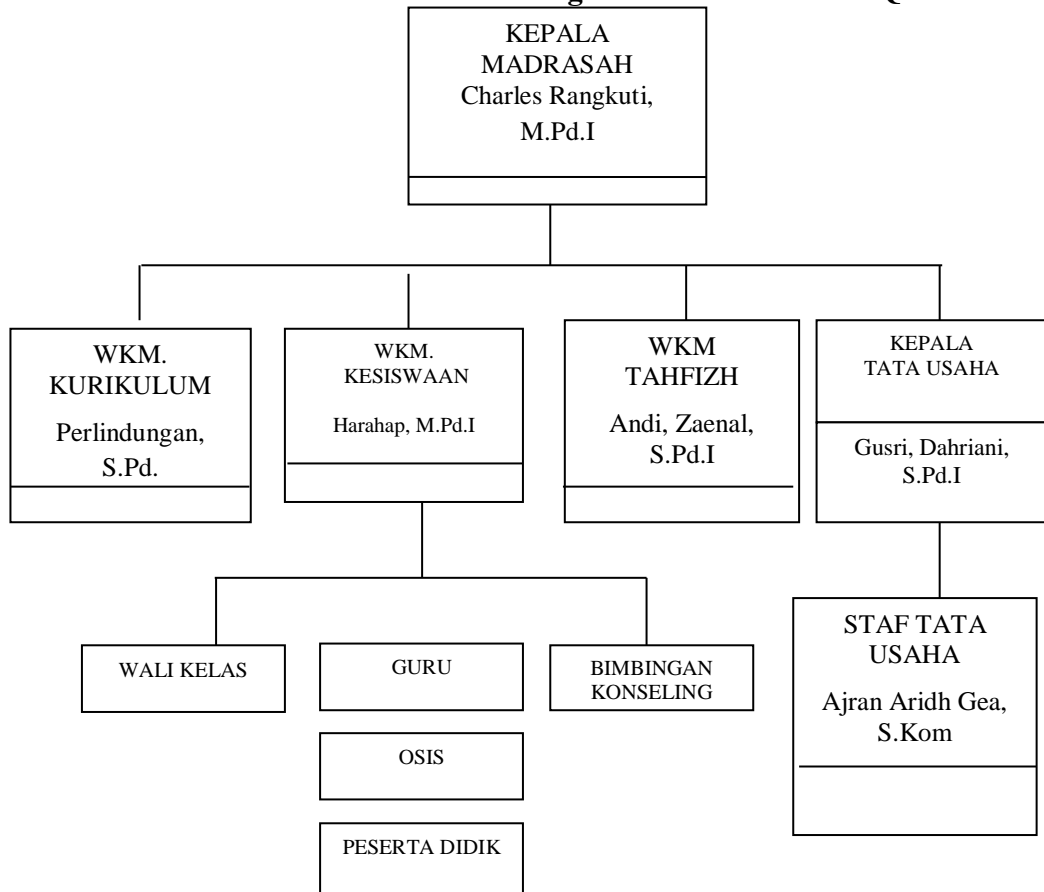 KEPALA
MADRASAH
Charles Rangkuti,
M.Pd.I
WKM.
KURIKULUM
Perlindungan,
S.Pd.
WKM.
KESISWAAN
Harahap, M.Pd.I
WKM
TAHFIZH
Andi, Zaenal,
S.Pd.I
KEPALA
TATA USAHA
Gusri, Dahriani,
S.Pd.I
WALI KELAS
GURU
BIMBINGAN
KONSELING
STAF TATA
USAHA
Ajran Aridh Gea,
S.Kom
OSIS
PESERTA DIDIK